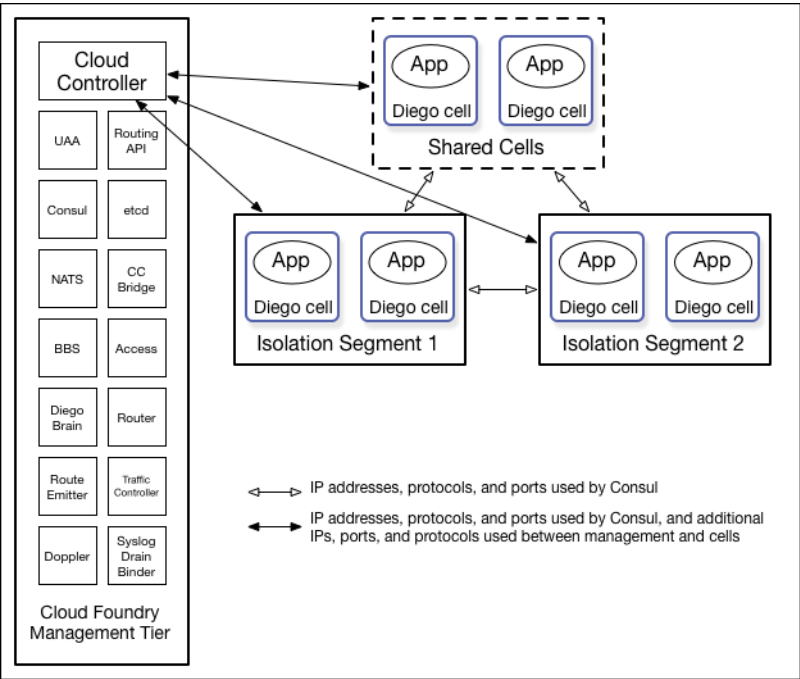 Cloud
Controller
UAA
Routing
API
Consul
etcd
NATS
CC
Bridge
BBS
Access
Diego
Brain
Router
Route
Emitter
Traffic
Controller
Doppler
Syslog
Drain
Binder
Cloud Foundry
Management Tier
App
App
Diego cell
Diego cell
Shared Cells
App
App
Diego cell
Diego cell
Isolation Segment 1
App
App
Diego cell
Diego cell
Isolation Segment 2
IP addresses, protocols, and ports used by Consul
IP addresses, protocols, and ports used by Consul, and additional
IPs, ports, and protocols used between management and cells